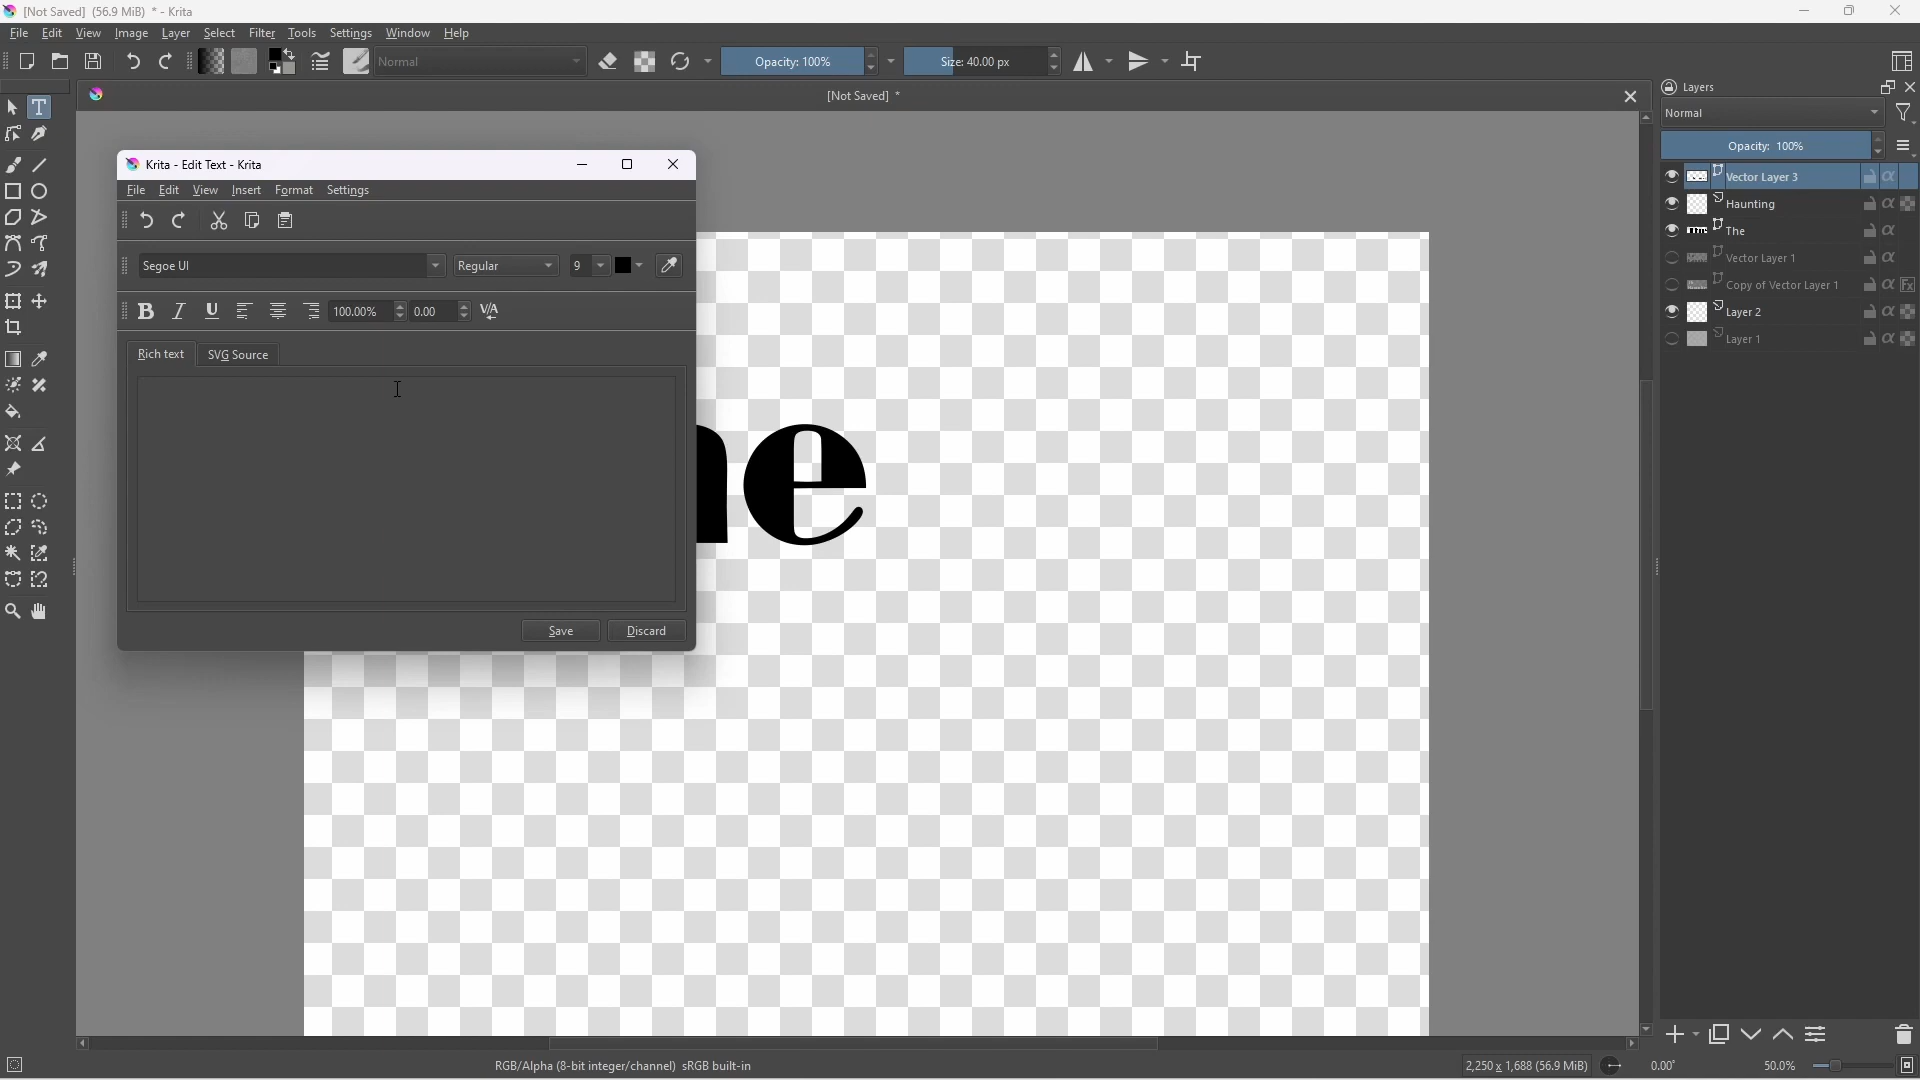 [Not Saved] (56.9 MiB) * - Krita
File Edit View Image Layer Select Filter Tools Settings Window Help
Normal
Opacity: 100%
Size: 40.00 px
[Not Saved] *
Layers
Normal
Opacity: 100%
Vector Layer 3
Haunting
The
Vector Layer 1
Copy of Vector Layer 1
Layer 2
Layer 1
Krita - Edit Text - Krita
File Edit View Insert Format Settings
Segoe UI Regular 9
100.00% 0.00
Rich text SVG Source
Save Discard
he
RGB/Alpha (8-bit integer/channel) sRGB built-in
2,250 x 1,688 (56.9 MiB) 0.00° 50.0%